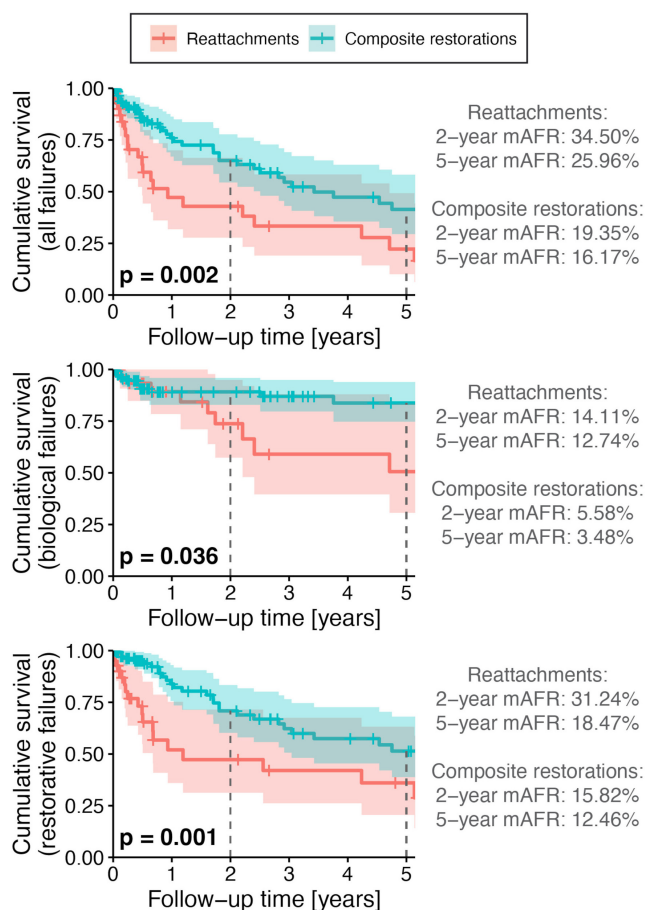 Reattachments Composite restorations
Cumulative survival
(all failures)
1.00
0.75
0.50
0.25
0.00
p = 0.002
0 1 2 3 4 5
Follow−up time [years]
Reattachments:
2−year mAFR: 34.50%
5−year mAFR: 25.96%
Composite restorations:
2−year mAFR: 19.35%
5−year mAFR: 16.17%
Cumulative survival
(biological failures)
1.00
0.75
0.50
0.25
0.00
p = 0.036
0 1 2 3 4 5
Follow−up time [years]
Reattachments:
2−year mAFR: 14.11%
5−year mAFR: 12.74%
Composite restorations:
2−year mAFR: 5.58%
5−year mAFR: 3.48%
Cumulative survival
(restorative failures)
1.00
0.75
0.50
0.25
0.00
p = 0.001
0 1 2 3 4 5
Follow−up time [years]
Reattachments:
2−year mAFR: 31.24%
5−year mAFR: 18.47%
Composite restorations:
2−year mAFR: 15.82%
5−year mAFR: 12.46%